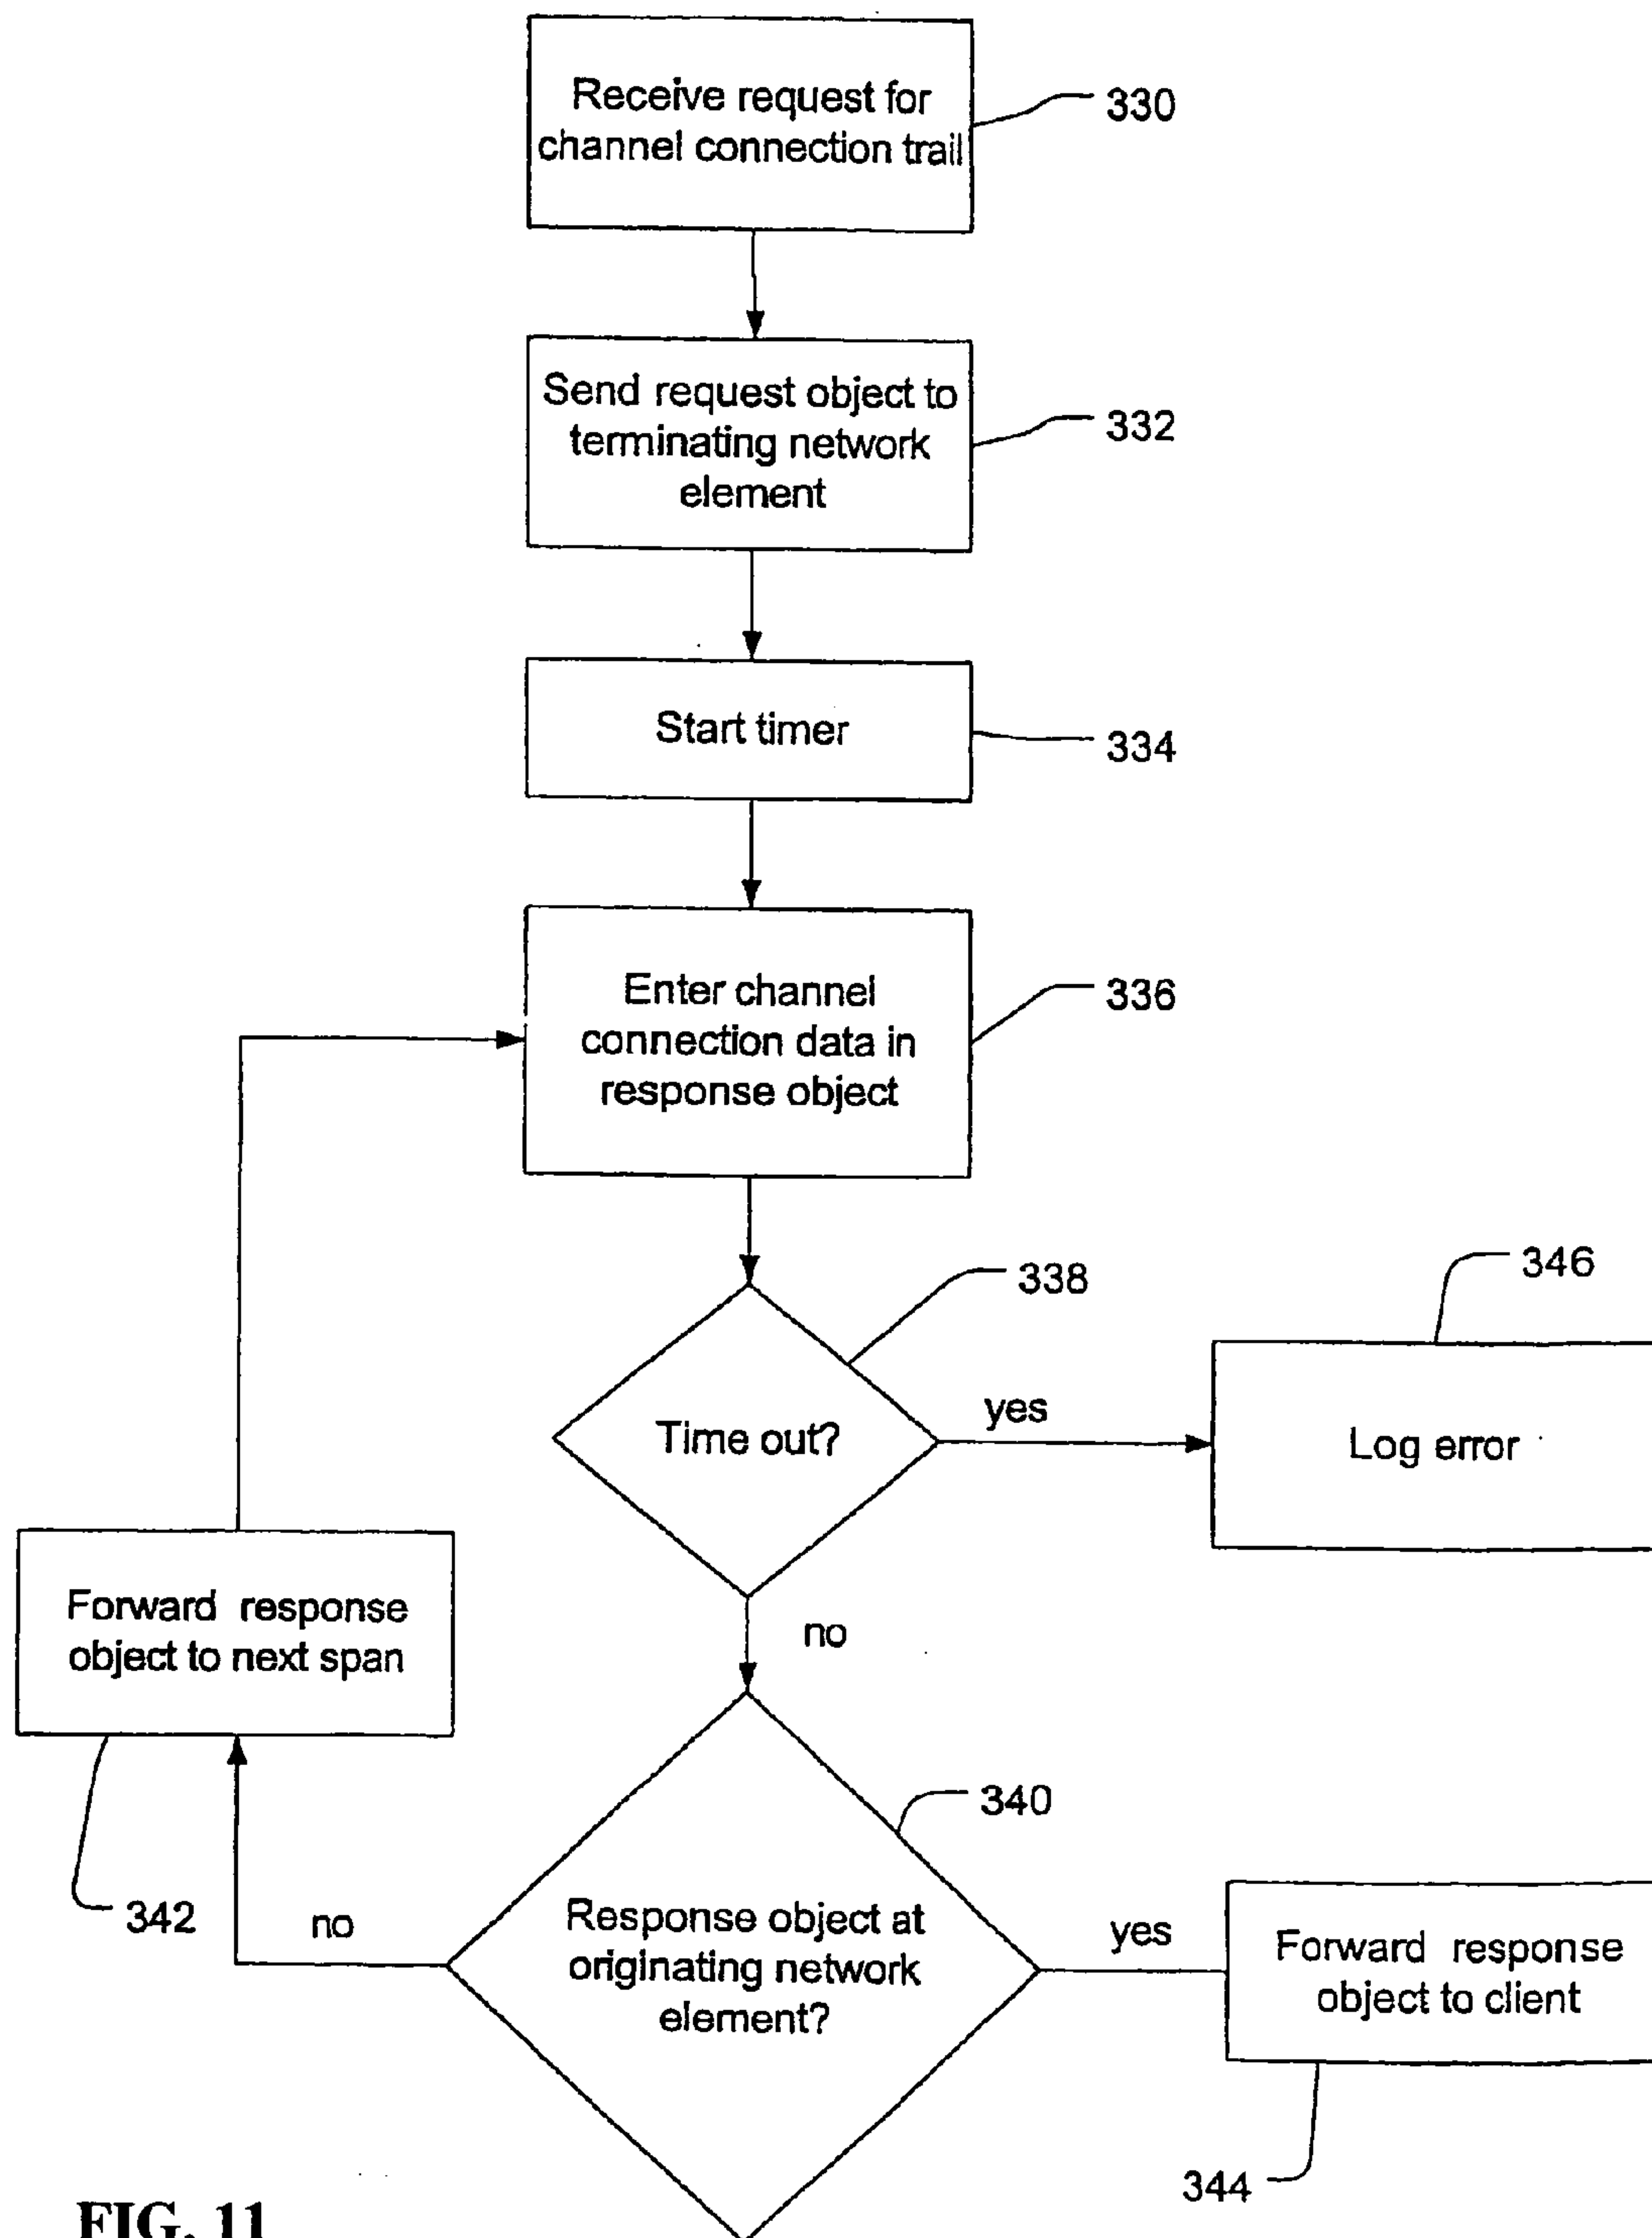 Receive request for
channel connection trail
330
Send request object to
terminating network
element
332
Start timer
334
Enter channel
connection data in
response object
336
338
346
Time out?
yes
Log error
Forward response
object to next span
no
340
342
no
Response object at
originating network
element?
yes
Forward response
object to client
344
FIG. 11